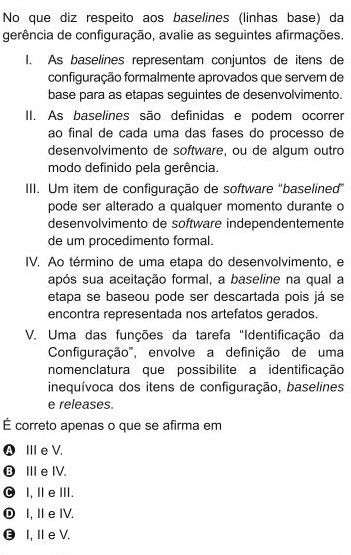 No que diz respeito aos baselines (linhas base) da
gerência de configuração, avalie as seguintes afirmações.
I. As baselines representam conjuntos de itens de
configuração formalmente aprovados que servem de
base para as etapas seguintes de desenvolvimento.
II. As baselines são definidas e podem ocorrer
ao final de cada uma das fases do processo de
desenvolvimento de software, ou de algum outro
modo definido pela gerência.
III. Um item de configuração de software “baselined”
pode ser alterado a qualquer momento durante o
desenvolvimento de software independentemente
de um procedimento formal.
IV. Ao término de uma etapa do desenvolvimento, e
após sua aceitação formal, a baseline na qual a
etapa se baseou pode ser descartada pois já se
encontra representada nos artefatos gerados.
V. Uma das funções da tarefa “Identificação da
Configuração”, envolve a definição de uma
nomenclatura que possibilite a identificação
inequívoca dos itens de configuração, baselines
e releases.
É correto apenas o que se afirma em
A III e V.
B III e IV.
C I, II e III.
D I, II e IV.
E I, II e V.